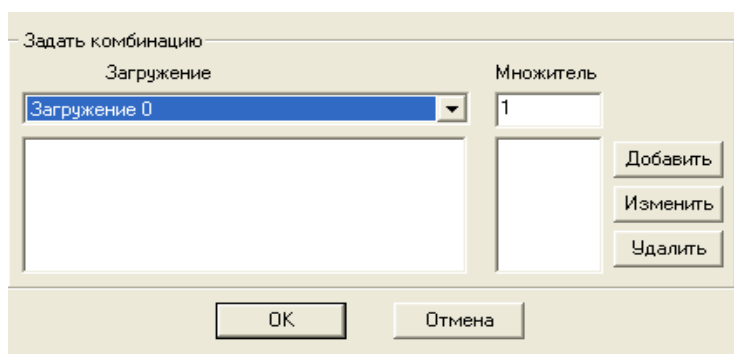 Задать комбинацию
Загружение Множитель
Загружение 0 1
Добавить
Изменить
Удалить
OK Отмена